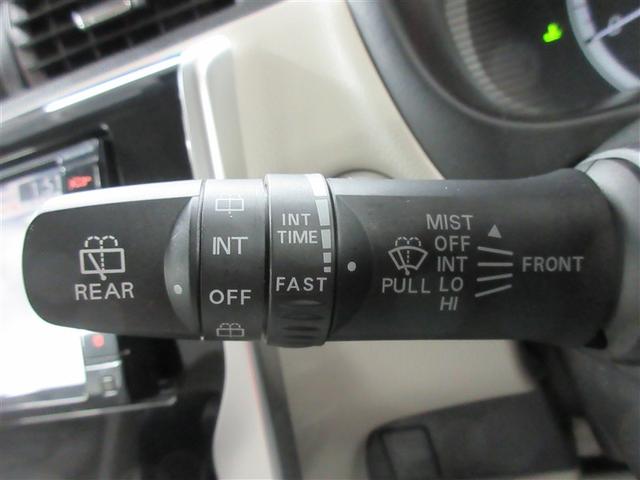 REAR
INT
OFF
INT
TIME
FAST
PULL
MIST
OFF
INT
LO
HI
FRONT